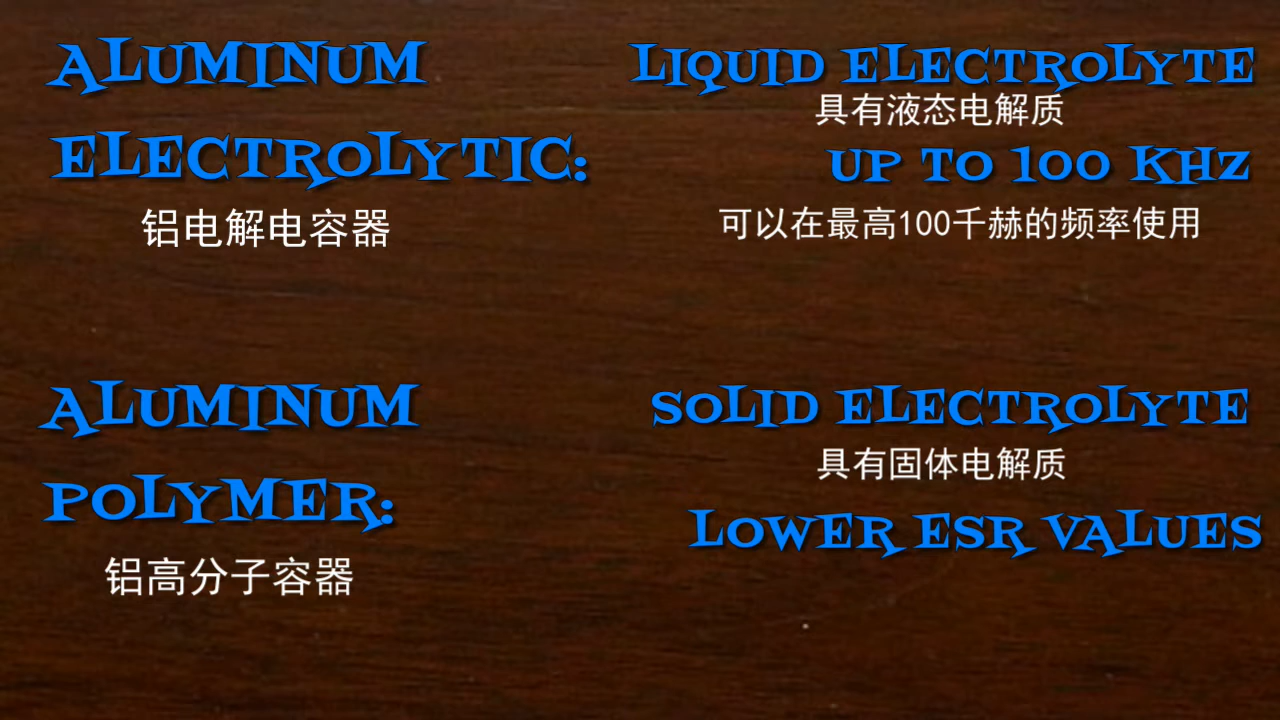 ALUMINUM
ELECTROLYTIC:
铝电解电容器
LIQUID ELECTROLYTE
具有液态电解质
UP TO 100 KHZ
可以在最高100千赫的频率使用
ALUMINUM
POLYMER:
铝高分子容器
SOLID ELECTROLYTE
具有固体电解质
LOWER ESR VALUES